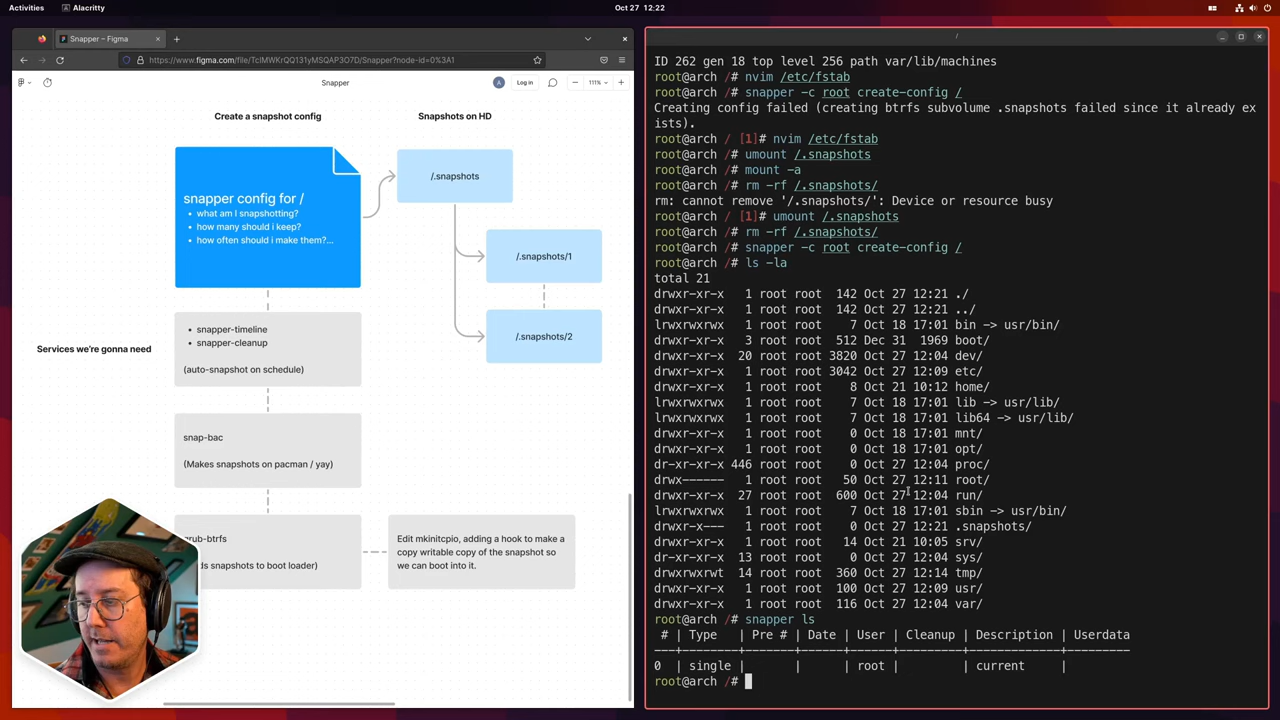 Activities
Alacritty
Oct 27 12:22
Snapper – Figma
https://www.figma.com/file/TcIMWKrQQ131yMSQAP3O7D/Snapper?node-id=0%3A1
Snapper
A
Log in
111%
Create a snapshot config
Snapshots on HD
snapper config for /
• what am I snapshotting?
• how many should i keep?
• how often should i make them?...
/.snapshots
/.snapshots/1
/.snapshots/2
Services we're gonna need
• snapper-timeline
• snapper-cleanup
(auto-snapshot on schedule)
snap-bac
(Makes snapshots on pacman / yay)
grub-btrfs
snapshots to boot loader)
Edit mkinitcpio, adding a hook to make a
copy writable copy of the snapshot so
we can boot into it.
/
ID 262 gen 18 top level 256 path var/lib/machines
root@arch /# nvim /etc/fstab
root@arch /# snapper -c root create-config /
Creating config failed (creating btrfs subvolume .snapshots failed since it already ex
ists).
root@arch / [1]# nvim /etc/fstab
root@arch /# umount /.snapshots
root@arch /# mount -a
root@arch /# rm -rf /.snapshots/
rm: cannot remove '/.snapshots/': Device or resource busy
root@arch / [1]# umount /.snapshots
root@arch /# rm -rf /.snapshots/
root@arch /# snapper -c root create-config /
root@arch /# ls -la
total 21
drwxr-xr-x 1 root root 142 Oct 27 12:21 ./
drwxr-xr-x 1 root root 142 Oct 27 12:21 ../
lrwxrwxrwx 1 root root 7 Oct 18 17:01 bin -> usr/bin/
drwxr-xr-x 3 root root 512 Dec 31 1969 boot/
drwxr-xr-x 20 root root 3820 Oct 27 12:04 dev/
drwxr-xr-x 1 root root 3042 Oct 27 12:09 etc/
drwxr-xr-x 1 root root 8 Oct 21 10:12 home/
lrwxrwxrwx 1 root root 7 Oct 18 17:01 lib -> usr/lib/
lrwxrwxrwx 1 root root 7 Oct 18 17:01 lib64 -> usr/lib/
drwxr-xr-x 1 root root 0 Oct 18 17:01 mnt/
drwxr-xr-x 1 root root 0 Oct 18 17:01 opt/
dr-xr-xr-x 446 root root 0 Oct 27 12:04 proc/
drwx------ 1 root root 50 Oct 27 12:11 root/
drwxr-xr-x 27 root root 600 Oct 27 12:04 run/
lrwxrwxrwx 1 root root 7 Oct 18 17:01 sbin -> usr/bin/
drwxr-x--- 1 root root 0 Oct 27 12:21 .snapshots/
drwxr-xr-x 1 root root 14 Oct 21 10:05 srv/
dr-xr-xr-x 13 root root 0 Oct 27 12:04 sys/
drwxrwxrwt 14 root root 360 Oct 27 12:14 tmp/
drwxr-xr-x 1 root root 100 Oct 27 12:09 usr/
drwxr-xr-x 1 root root 116 Oct 27 12:04 var/
root@arch /# snapper ls
# | Type | Pre # | Date | User | Cleanup | Description | Userdata
0 | single | | | root | | current |
root@arch /#